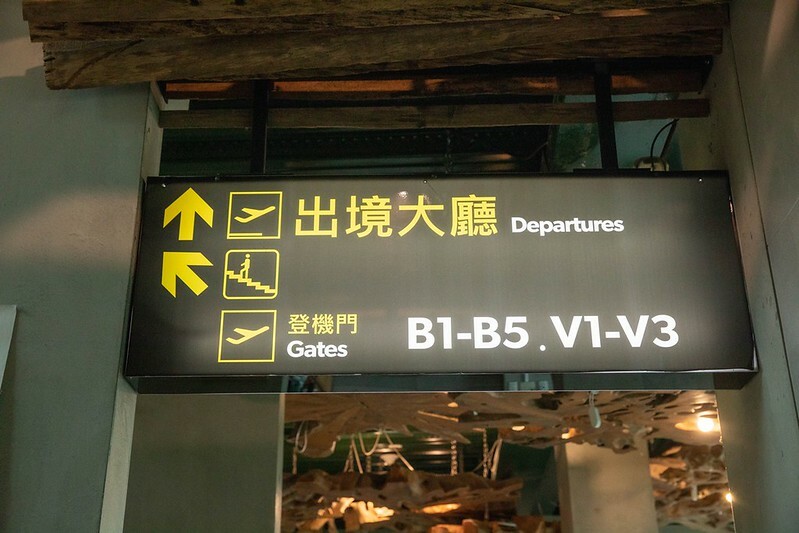 出境大廳 Departures
登機門
Gates
B1-B5 . V1-V3